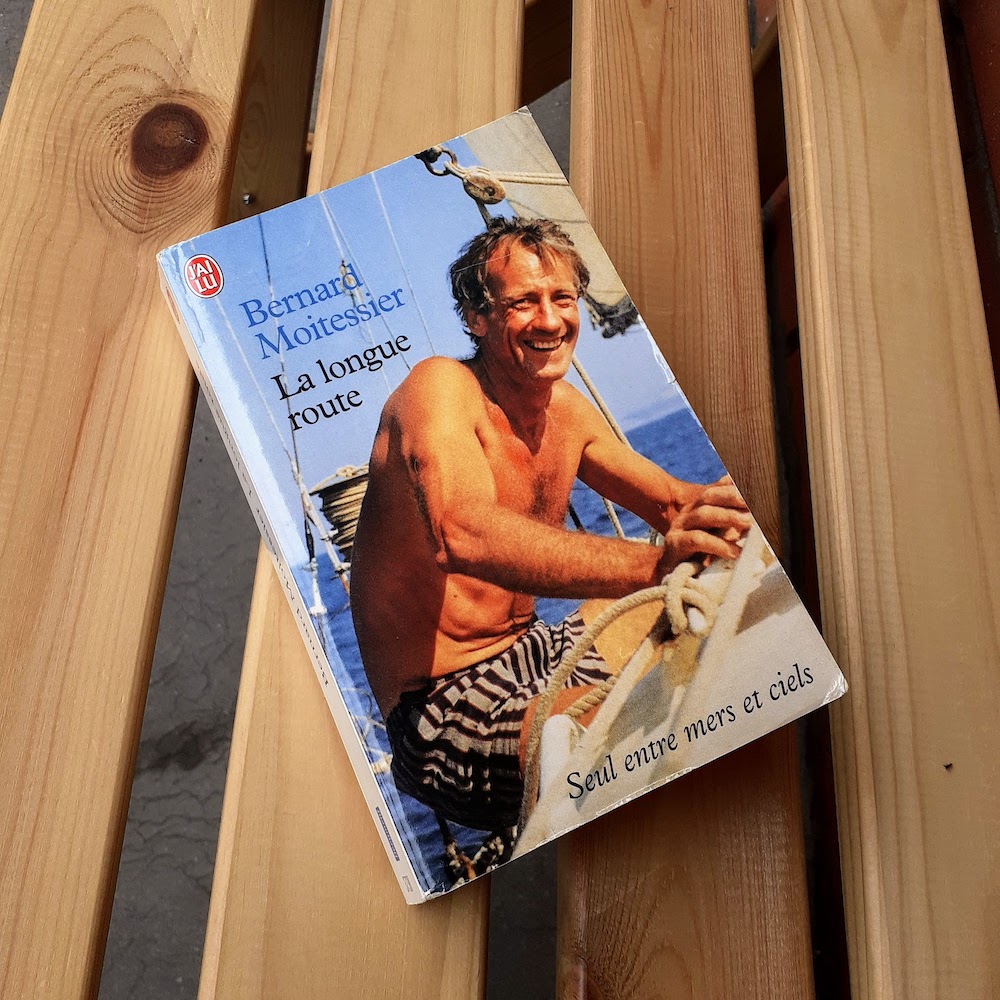 J'AI
LU
Bernard
Moitessier
La longue
route
Seul entre mers et ciels